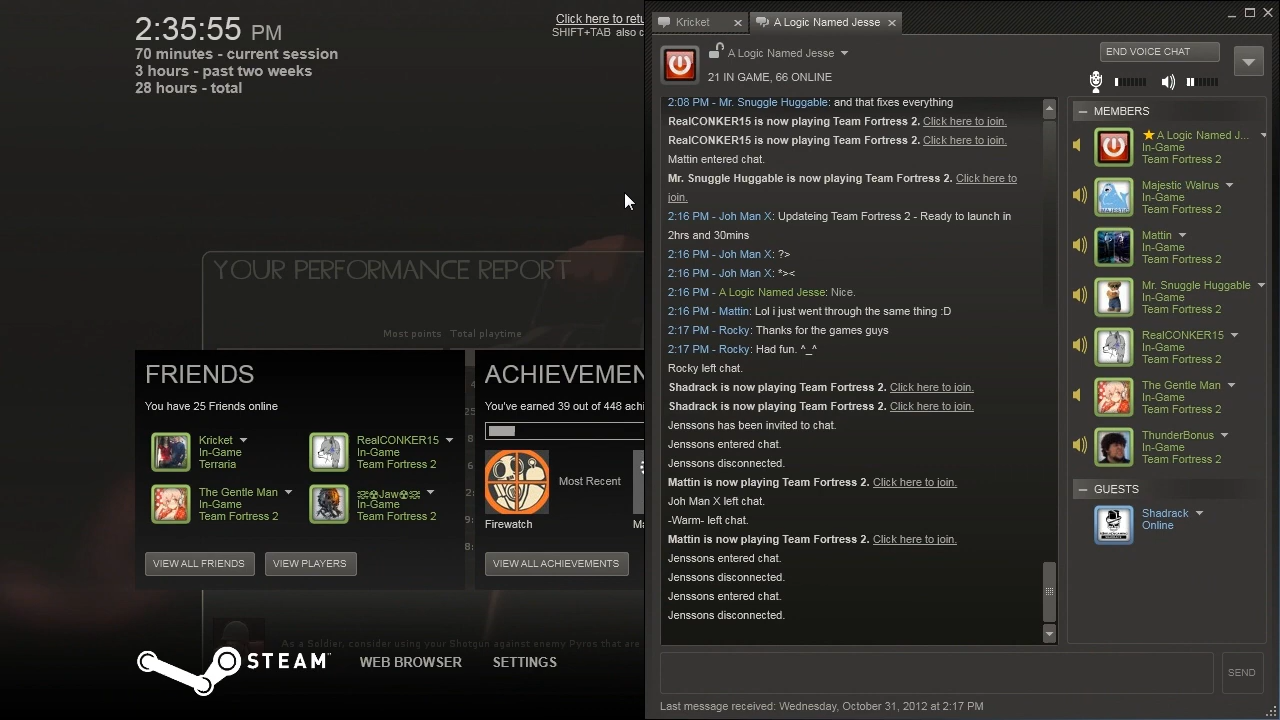 2:35:55 PM
70 minutes - current session
3 hours - past two weeks
28 hours - total
Click here to retu
SHIFT+TAB also c
YOUR PERFORMANCE REPORT
Most points Total playtime
FRIENDS
You have 25 Friends online
Kricket
In-Game
Terraria
RealCONKER15
In-Game
Team Fortress 2
The Gentle Man
In-Game
Team Fortress 2
Jaw
In-Game
Team Fortress 2
VIEW ALL FRIENDS
VIEW PLAYERS
ACHIEVEMEN
You've earned 39 out of 448 achi
Most Recent
Firewatch
Ma
VIEW ALL ACHIEVEMENTS
As a Soldier, consider using your Shotgun against enemy Pyros that are
STEAM
WEB BROWSER
SETTINGS
Kricket
A Logic Named Jesse
A Logic Named Jesse
21 IN GAME, 66 ONLINE
END VOICE CHAT
2:08 PM - Mr. Snuggle Huggable: and that fixes everything
RealCONKER15 is now playing Team Fortress 2. Click here to join.
RealCONKER15 is now playing Team Fortress 2. Click here to join.
Mattin entered chat.
Mr. Snuggle Huggable is now playing Team Fortress 2. Click here to
join.
2:16 PM - Joh Man X: Updateing Team Fortress 2 - Ready to launch in
2hrs and 30mins
2:16 PM - Joh Man X: ?>
2:16 PM - Joh Man X: *><
2:16 PM - A Logic Named Jesse: Nice.
2:16 PM - Mattin: Lol i just went through the same thing :D
2:17 PM - Rocky: Thanks for the games guys
2:17 PM - Rocky: Had fun. ^_^
Rocky left chat.
Shadrack is now playing Team Fortress 2. Click here to join.
Shadrack is now playing Team Fortress 2. Click here to join.
Jenssons has been invited to chat.
Jenssons entered chat.
Jenssons disconnected.
Mattin is now playing Team Fortress 2. Click here to join.
Joh Man X left chat.
-Warm- left chat.
Mattin is now playing Team Fortress 2. Click here to join.
Jenssons entered chat.
Jenssons disconnected.
Jenssons entered chat.
Jenssons disconnected.
MEMBERS
A Logic Named J...
In-Game
Team Fortress 2
Majestic Walrus
In-Game
Team Fortress 2
Mattin
In-Game
Team Fortress 2
Mr. Snuggle Huggable
In-Game
Team Fortress 2
RealCONKER15
In-Game
Team Fortress 2
The Gentle Man
In-Game
Team Fortress 2
ThunderBonus
In-Game
Team Fortress 2
GUESTS
Shadrack
Online
SEND
Last message received: Wednesday, October 31, 2012 at 2:17 PM